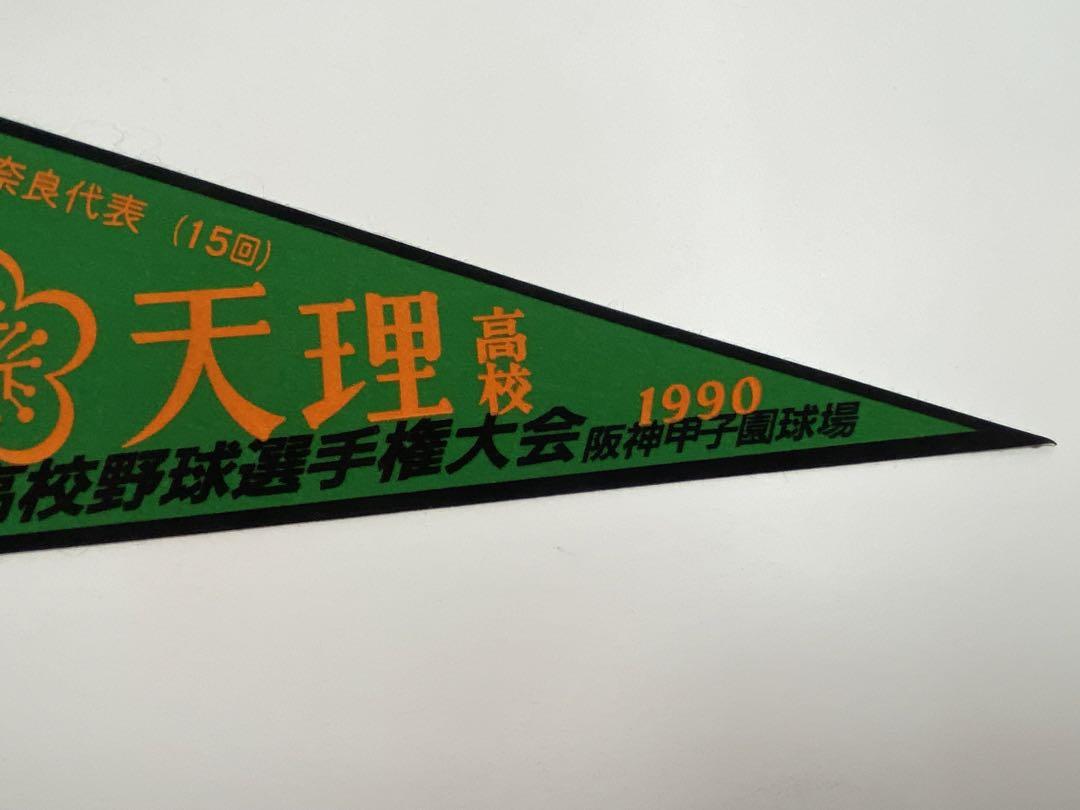 奈良代表 (15回)
天理高校
1990
高校野球選手権大会 阪神甲子園球場